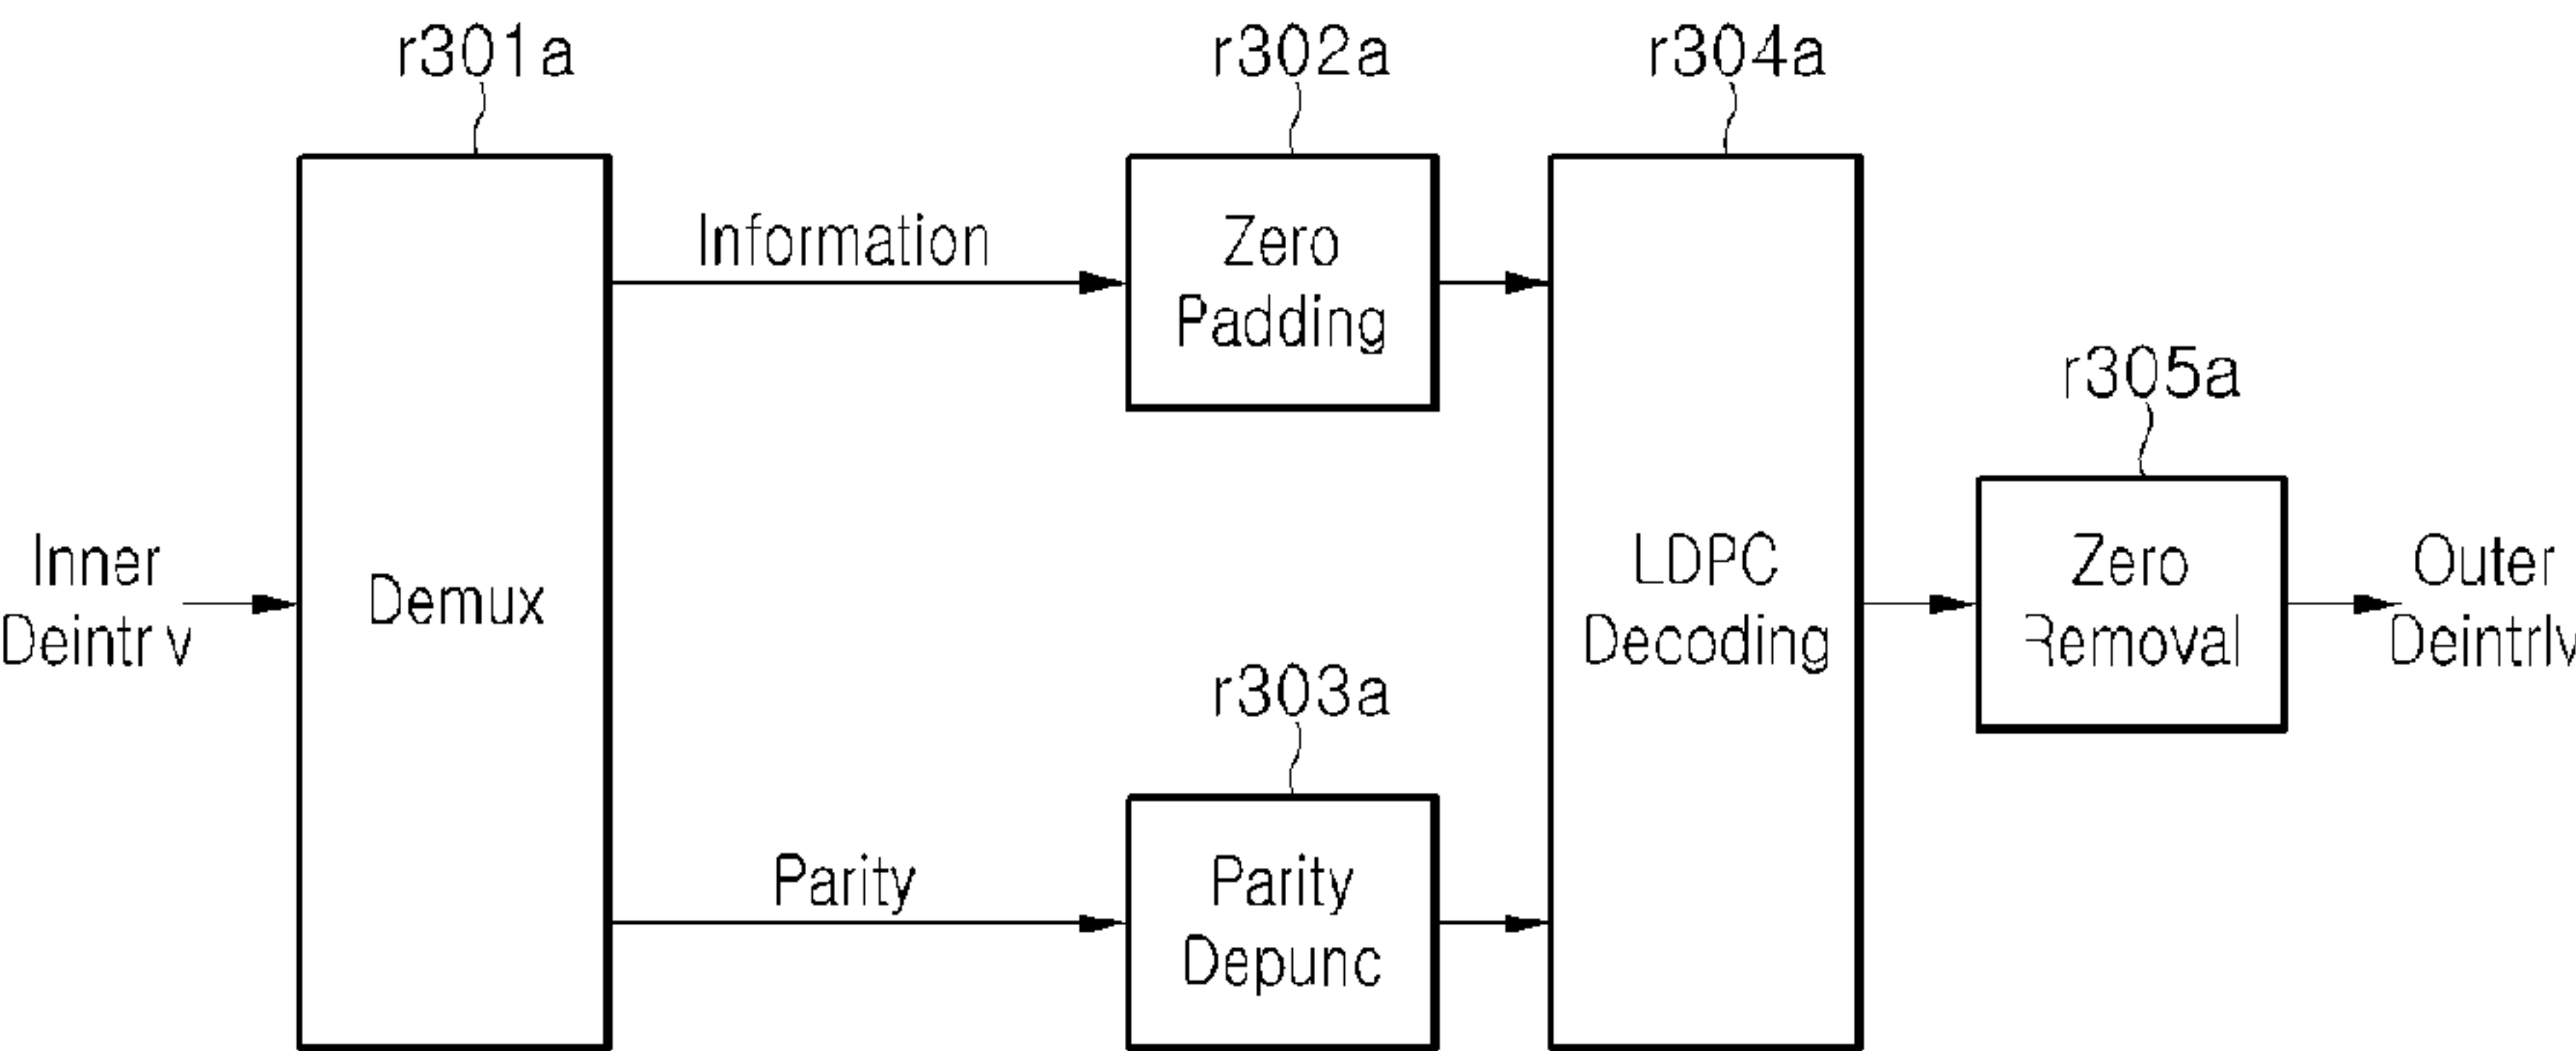 r301a
r302a
r304a
Information
Zero
Padding
r305a
Inner
Deintr v
Demux
LDPC
Decoding
Zero
Removal
Outer
Deintrlv
r303a
Parity
Parity
Depunc